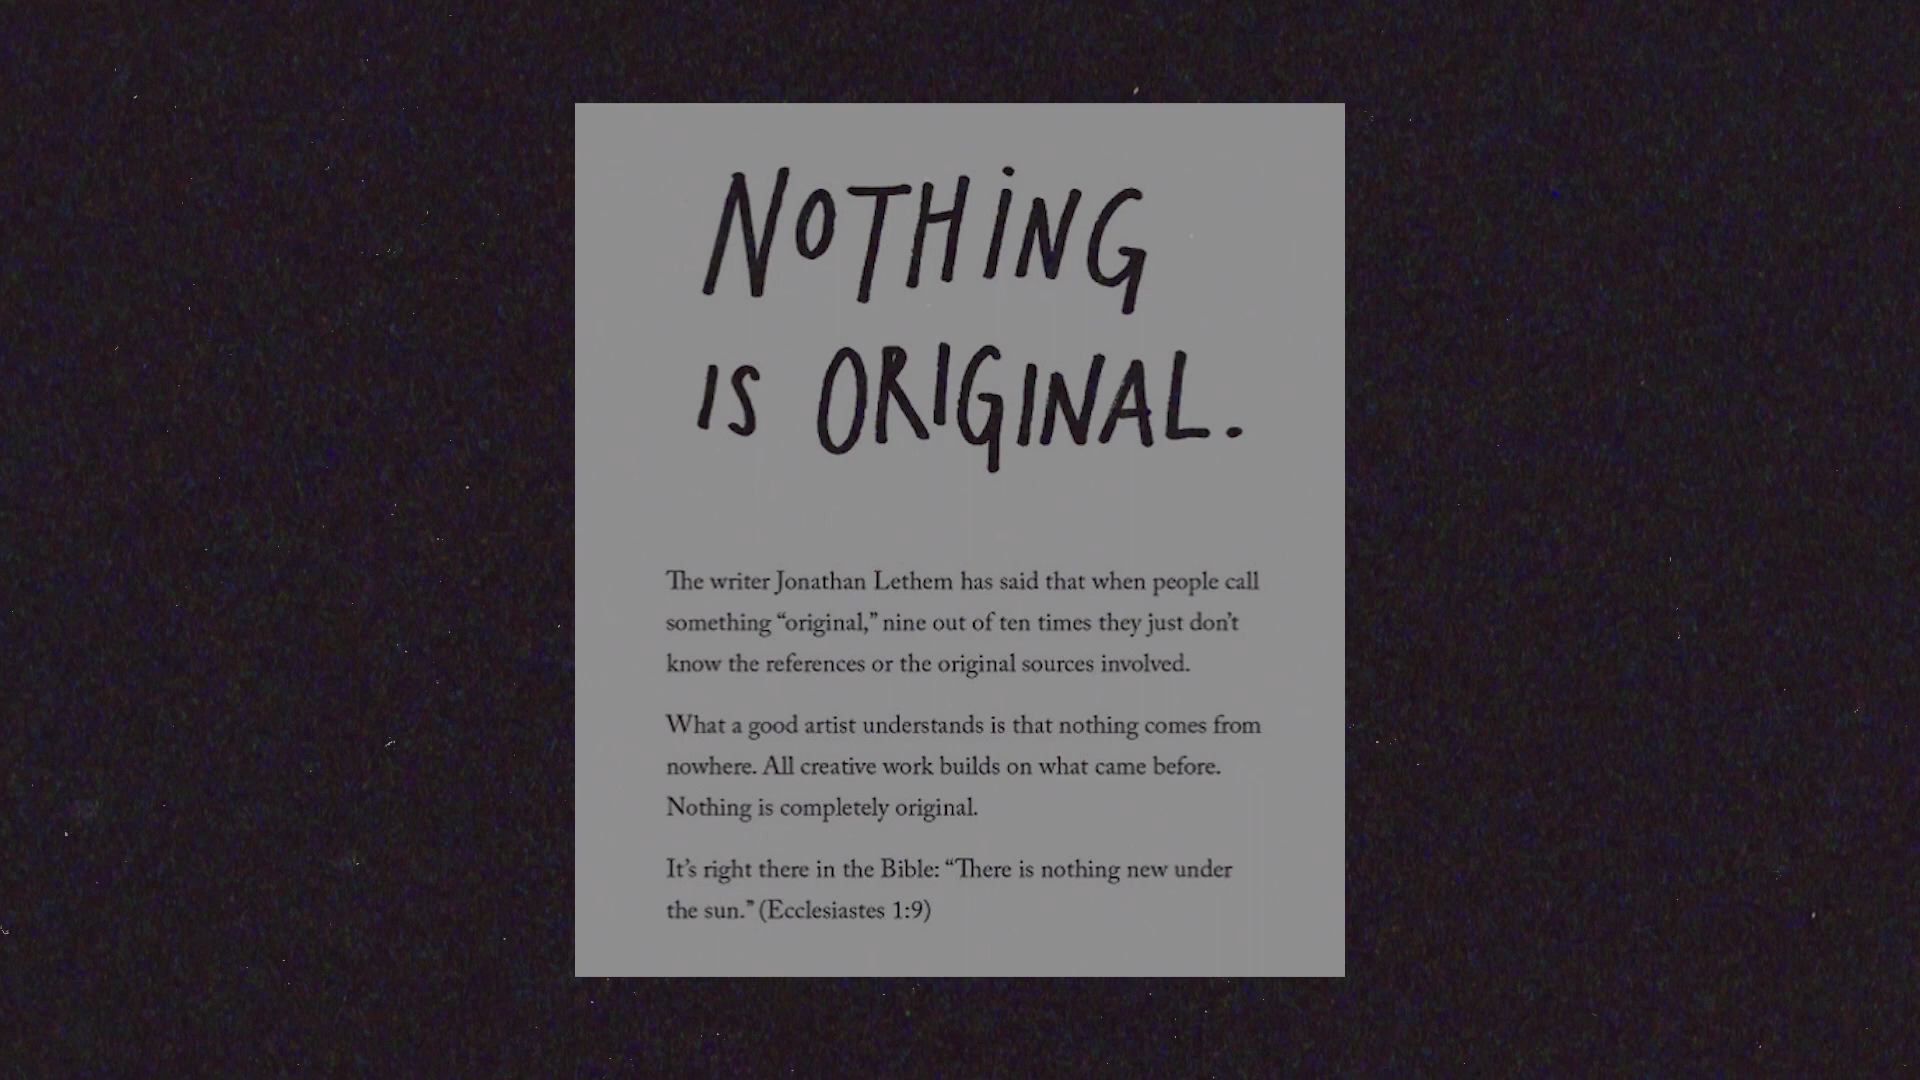 NOTHING
IS ORIGINAL.
The writer Jonathan Lethem has said that when people call
something “original,” nine out of ten times they just don’t
know the references or the original sources involved.
What a good artist understands is that nothing comes from
nowhere. All creative work builds on what came before.
Nothing is completely original.
It’s right there in the Bible: “There is nothing new under
the sun.” (Ecclesiastes 1:9)